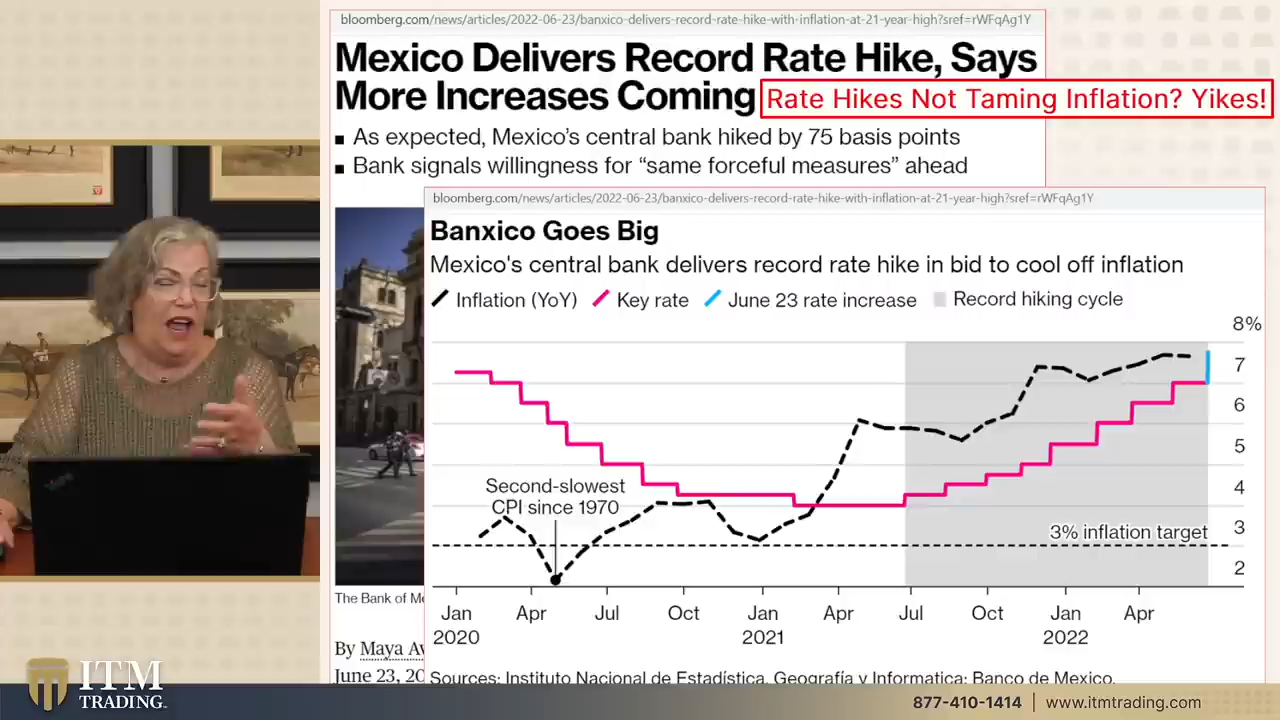 bloomberg.com/news/articles/2022-06-23/banxico-delivers-record-rate-hike-with-inflation-at-21-year-high?sref=rWFqAg1Y
Mexico Delivers Record Rate Hike, Says
More Increases Coming
Rate Hikes Not Taming Inflation? Yikes!
As expected, Mexico's central bank hiked by 75 basis points
Bank signals willingness for “same forceful measures” ahead
bloomberg.com/news/articles/2022-06-23/banxico-delivers-record-rate-hike-with-inflation-at-21-year-high?sref=rWFqAg1Y
Banxico Goes Big
Mexico's central bank delivers record rate hike in bid to cool off inflation
Inflation (YoY) Key rate June 23 rate increase Record hiking cycle
8%
7
6
5
4
3
2
Second-slowest
CPI since 1970
3% inflation target
Jan Apr Jul Oct Jan Apr Jul Oct Jan Apr
2020 2021 2022
The Bank of Me
By Maya Av
June 23, 20
Sources: Instituto Nacional de Estadística, Geografía y Informatica; Banco de Mexico.
ITM
TRADING
877-410-1414 | www.itmtrading.com